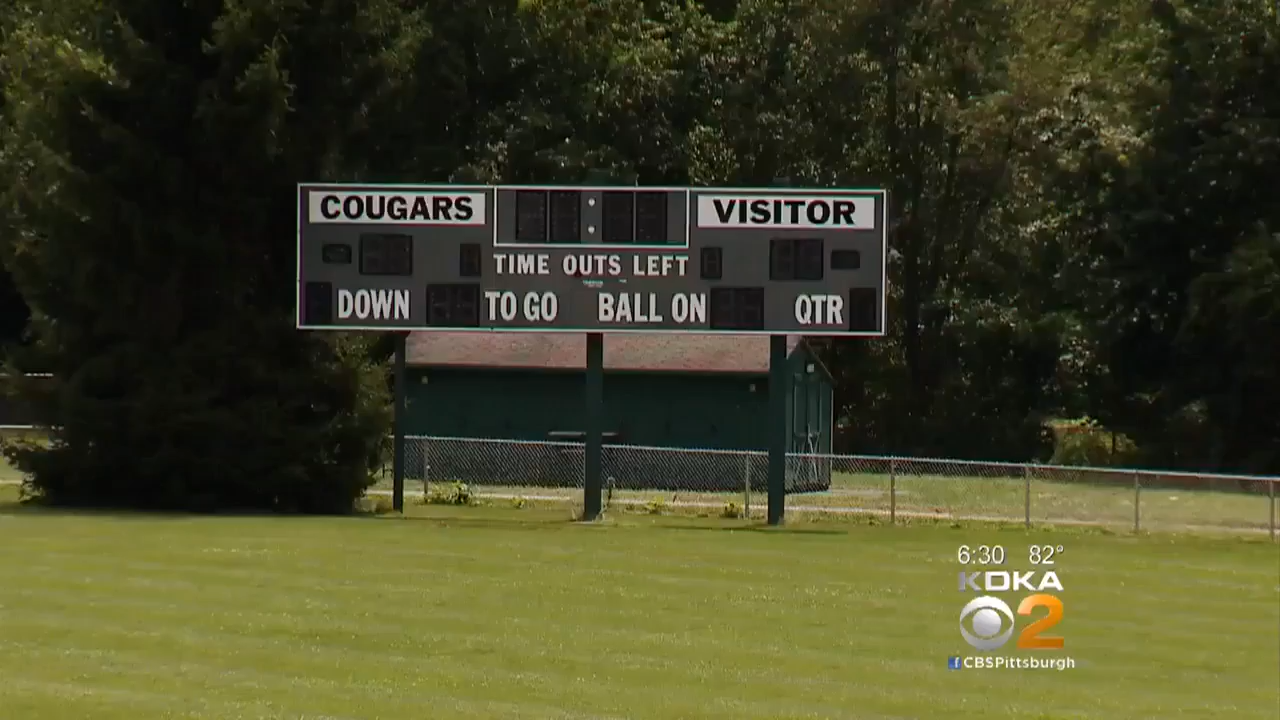 COUGARS VISITOR
TIME OUTS LEFT
DOWN TO GO BALL ON QTR
6:30 82°
KDKA
2
f CBSPittsburgh